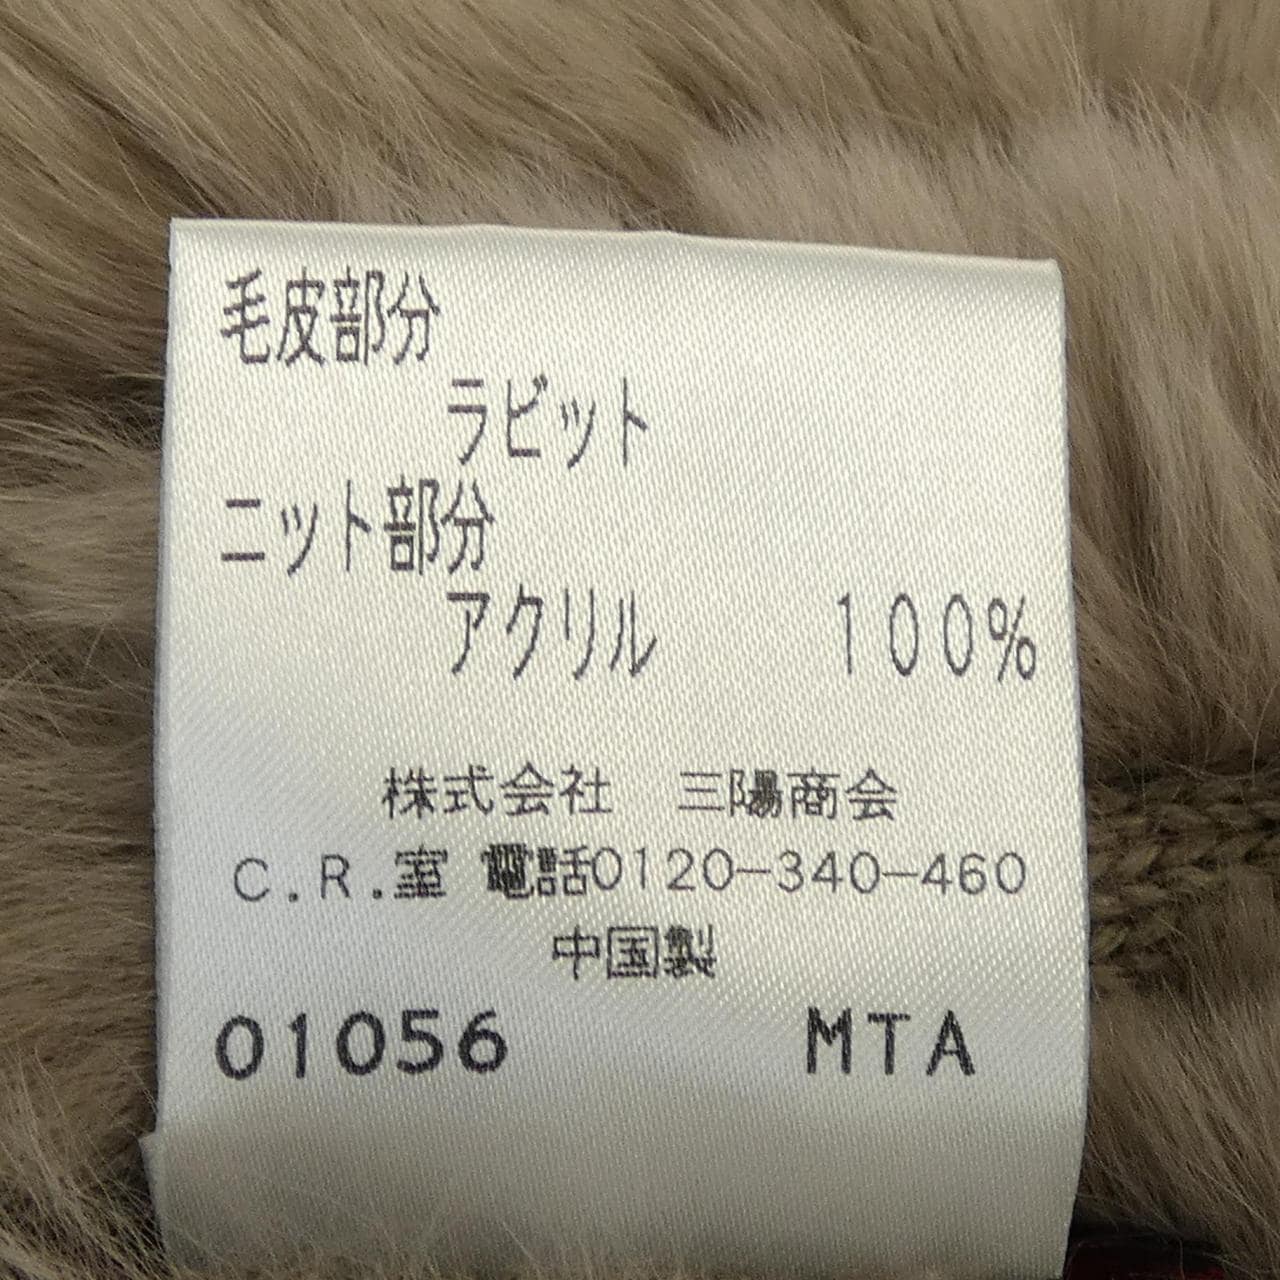 毛皮部分
ラビット
ニット部分
アクリル 100%
株式会社 三陽商会
C.R.室 電話0120-340-460
中国製
01056 MTA